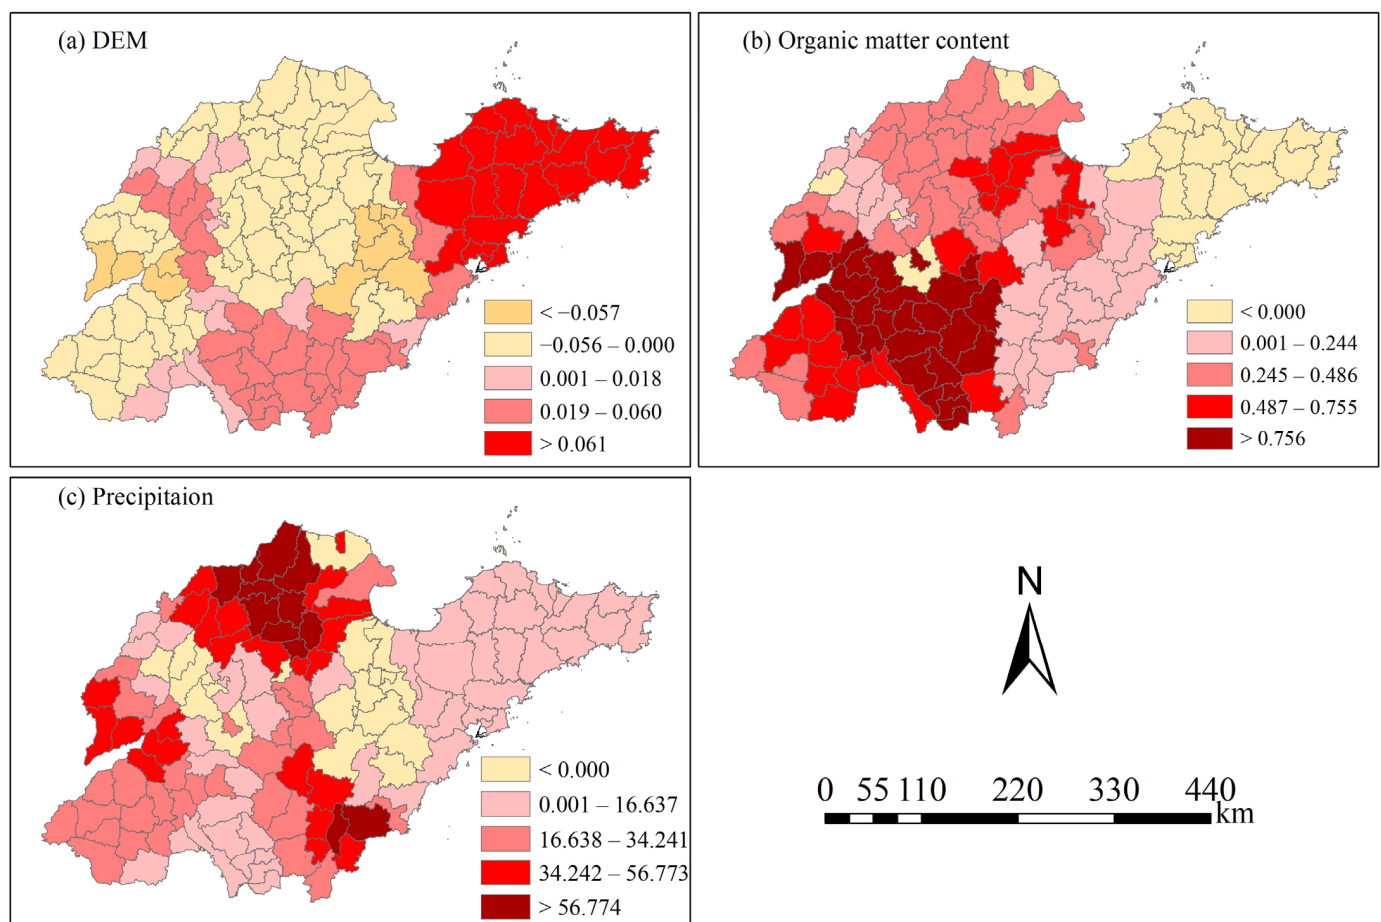 (a) DEM
< −0.057
−0.056 – 0.000
0.001 – 0.018
0.019 – 0.060
> 0.061
(b) Organic matter content
< 0.000
0.001 – 0.244
0.245 – 0.486
0.487 – 0.755
> 0.756
(c) Precipitaion
< 0.000
0.001 – 16.637
16.638 – 34.241
34.242 – 56.773
> 56.774
N
0 55 110 220 330 440
km